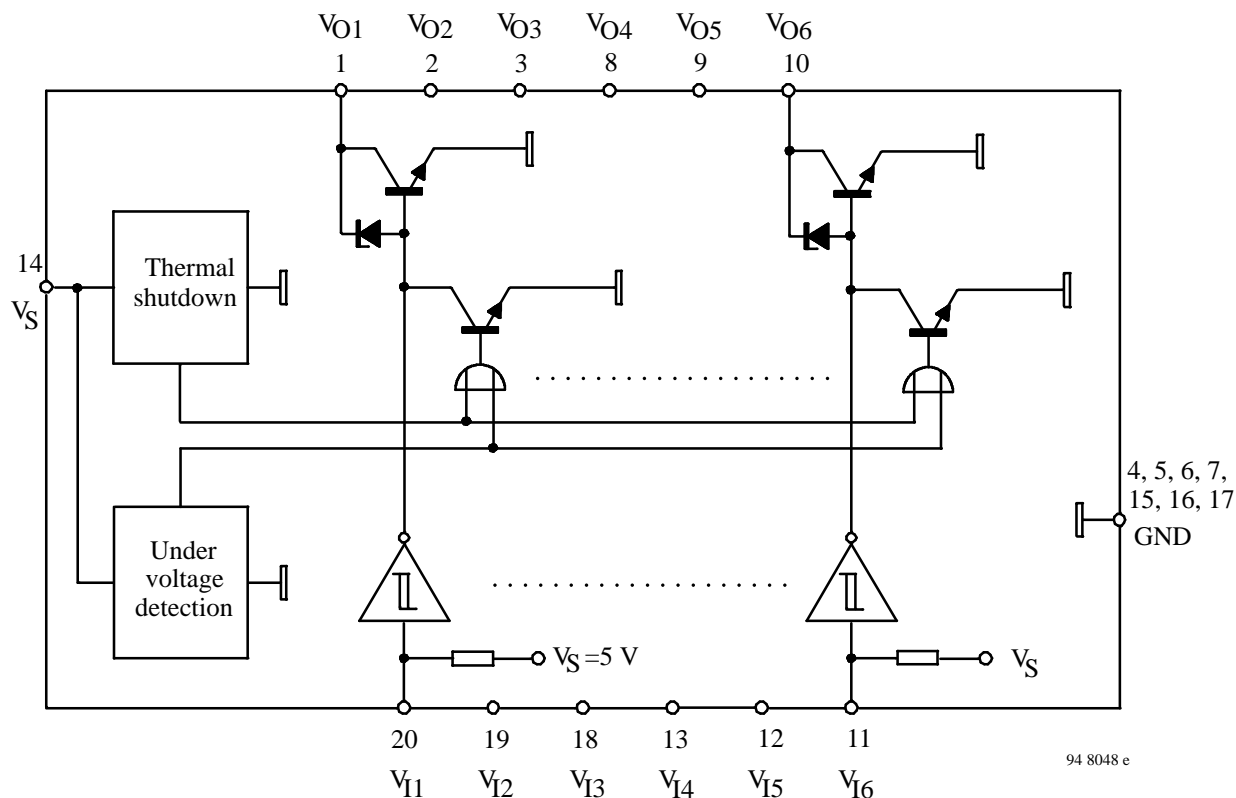 VO1 VO2 VO3 VO4 VO5 VO6
1 2 3 8 9 10
14
VS
Thermal
shutdown
4, 5, 6, 7,
15, 16, 17
GND
Under
voltage
detection
VS =5 V
VS
20 19 18 13 12 11
VI1 VI2 VI3 VI4 VI5 VI6
94 8048 e